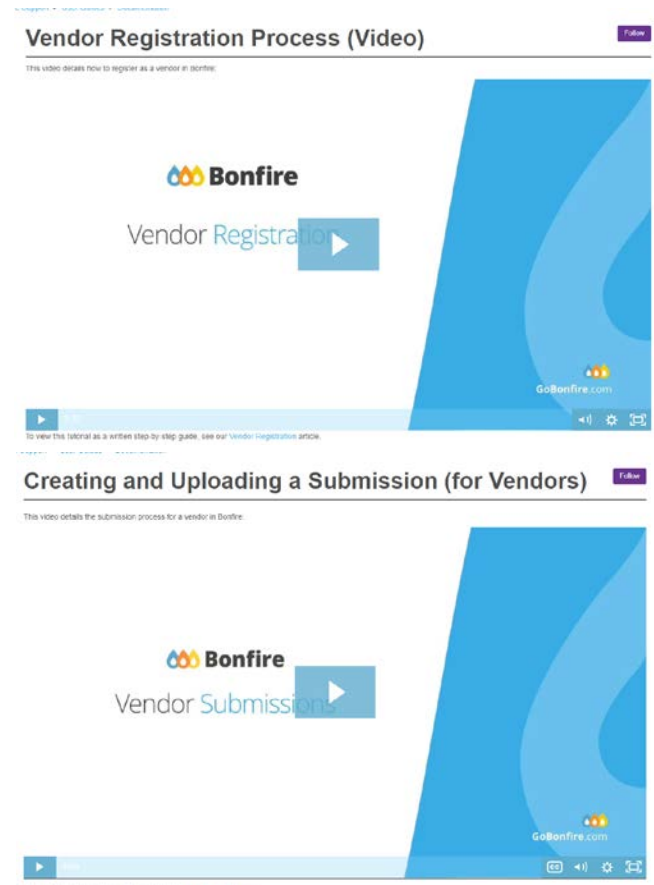 Vendor Registration Process (Video)
Follow
This video details how to register as a vendor in Bonfire:
Bonfire
Vendor Registration
GoBonfire.com
To view this tutorial as a written step-by-step guide, see our Vendor Registration article.
Creating and Uploading a Submission (for Vendors)
Follow
This video details the submission process for a vendor in Bonfire.
Bonfire
Vendor Submissions
GoBonfire.com
CC